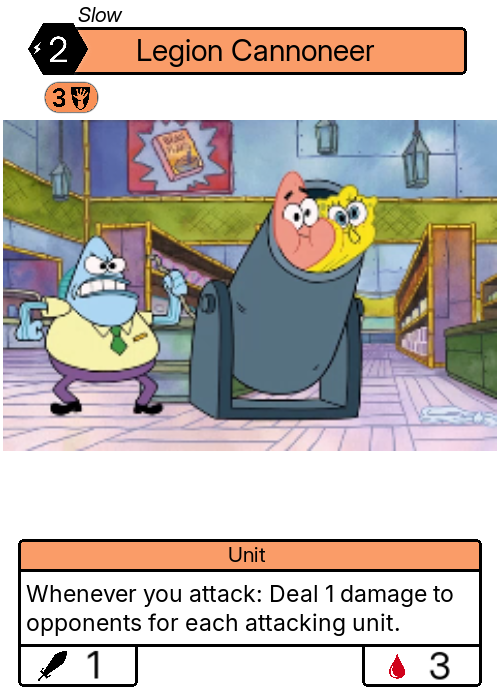 Slow
2
Legion Cannoneer
3
Unit
Whenever you attack: Deal 1 damage to
opponents for each attacking unit.
1
3